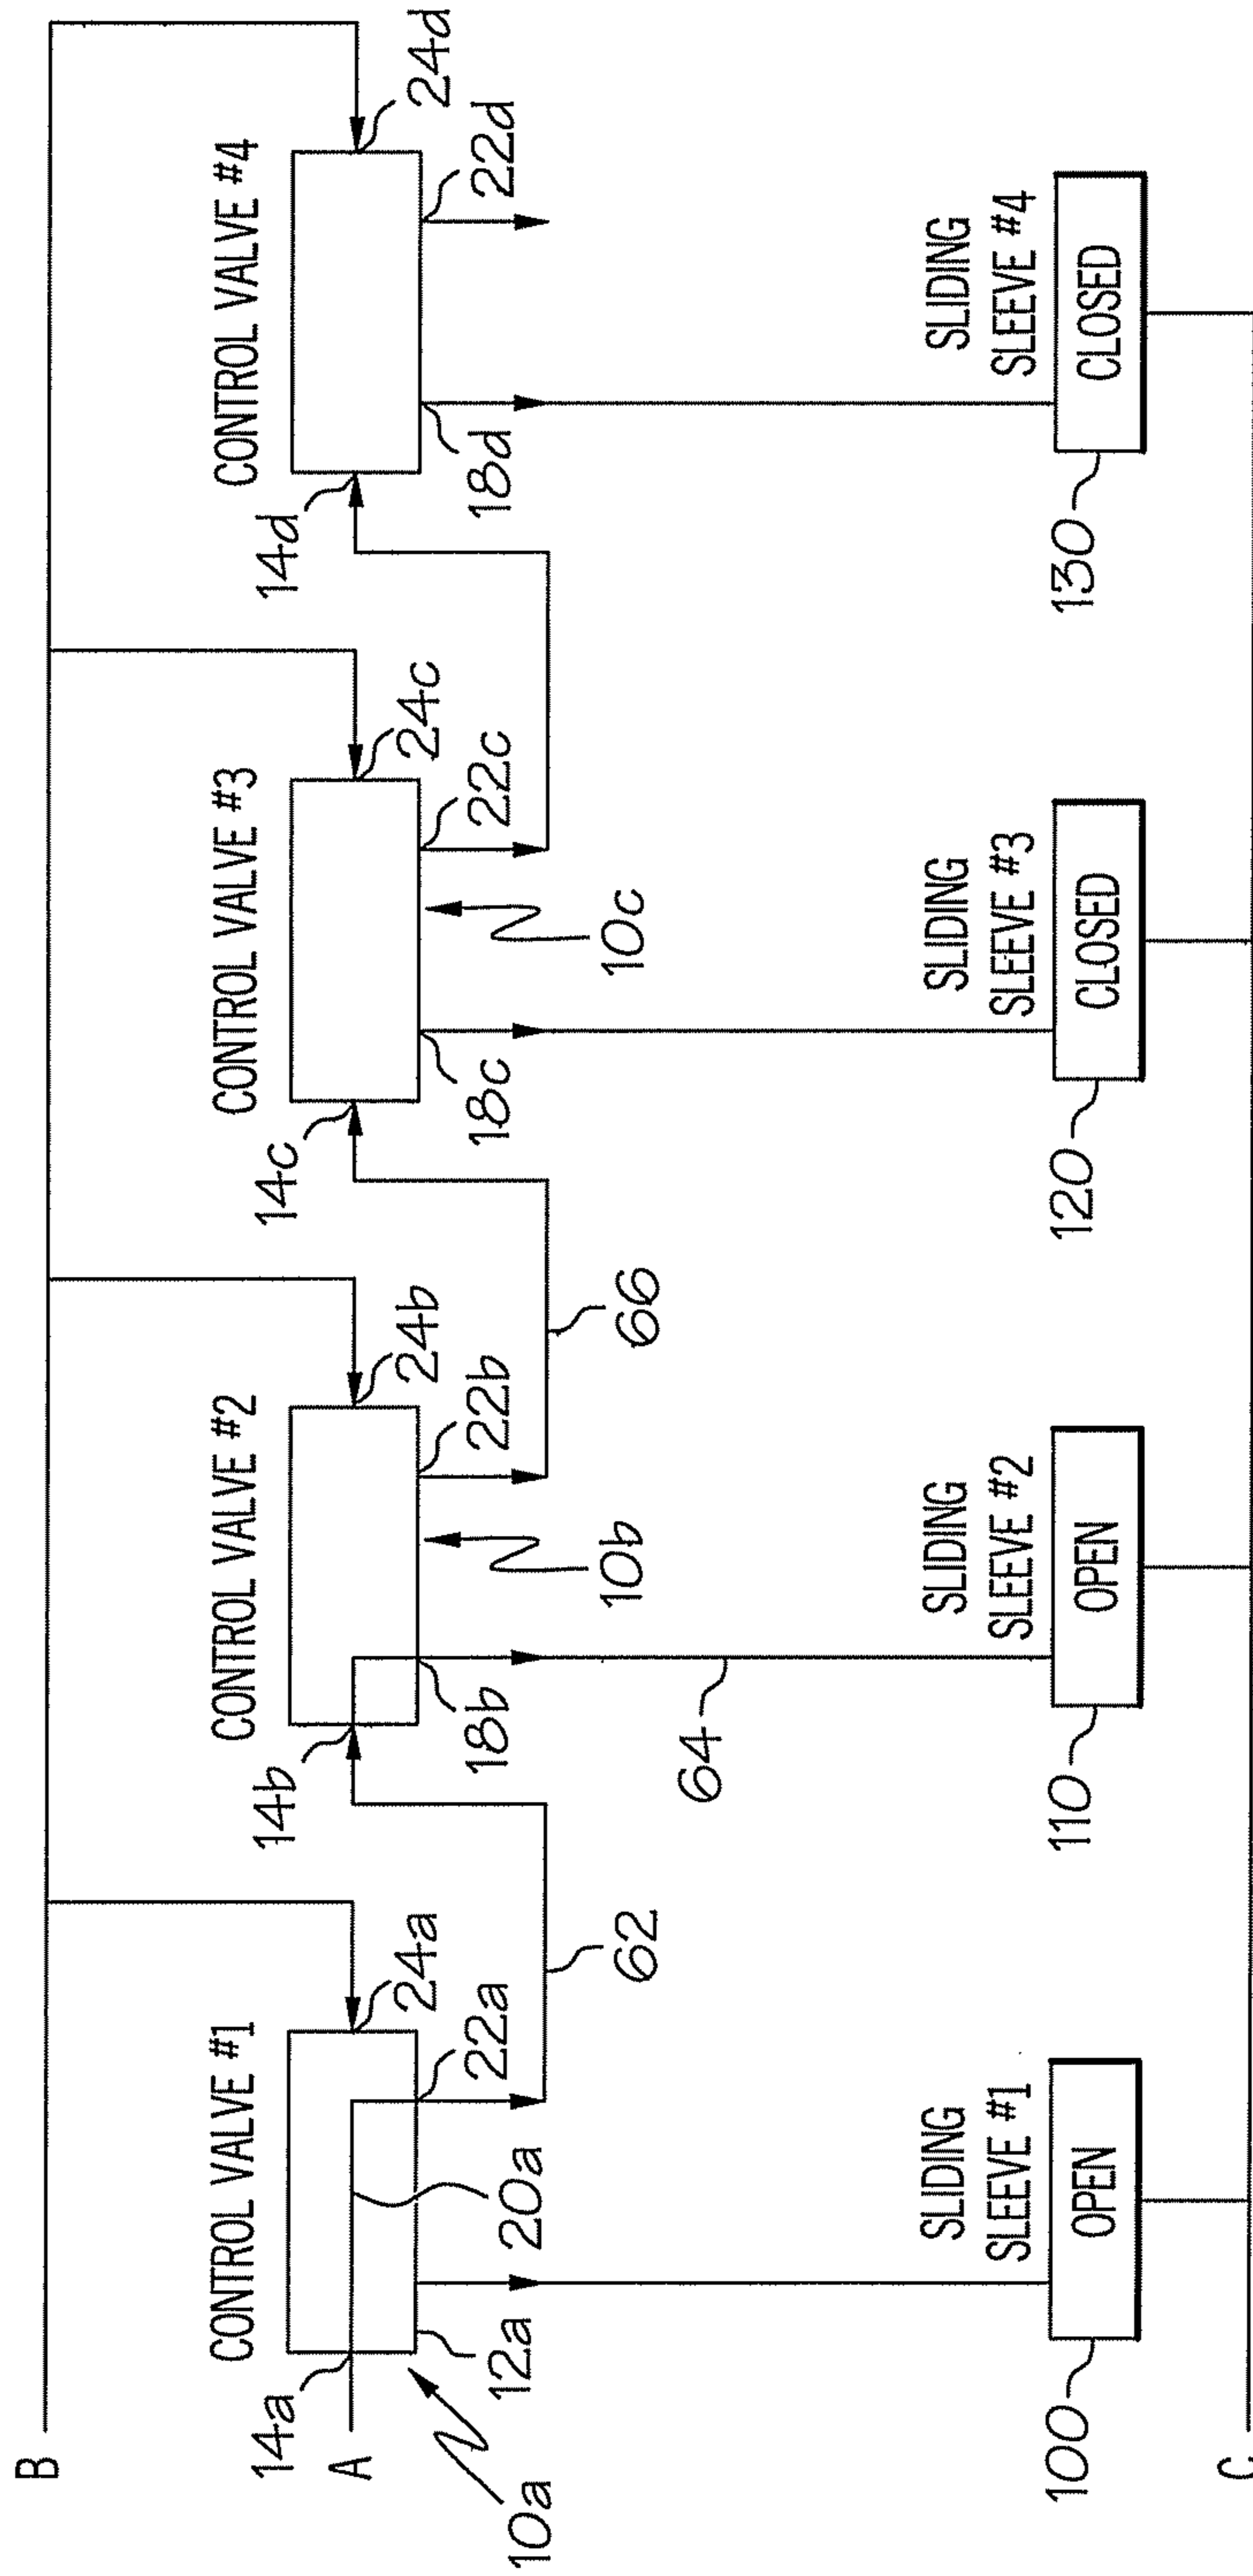 B
CONTROL VALVE #1
CONTROL VALVE #2
CONTROL VALVE #3
CONTROL VALVE #4
14a
A
24a
14b
24b
14c
24c
14d
24d
10a
12a
20a
22a
18b
22b
18c
22c
18d
22d
62
10b
66
10c
64
SLIDING
SLEEVE #1
SLIDING
SLEEVE #2
SLIDING
SLEEVE #3
SLIDING
SLEEVE #4
100
OPEN
110
OPEN
120
CLOSED
130
CLOSED
C